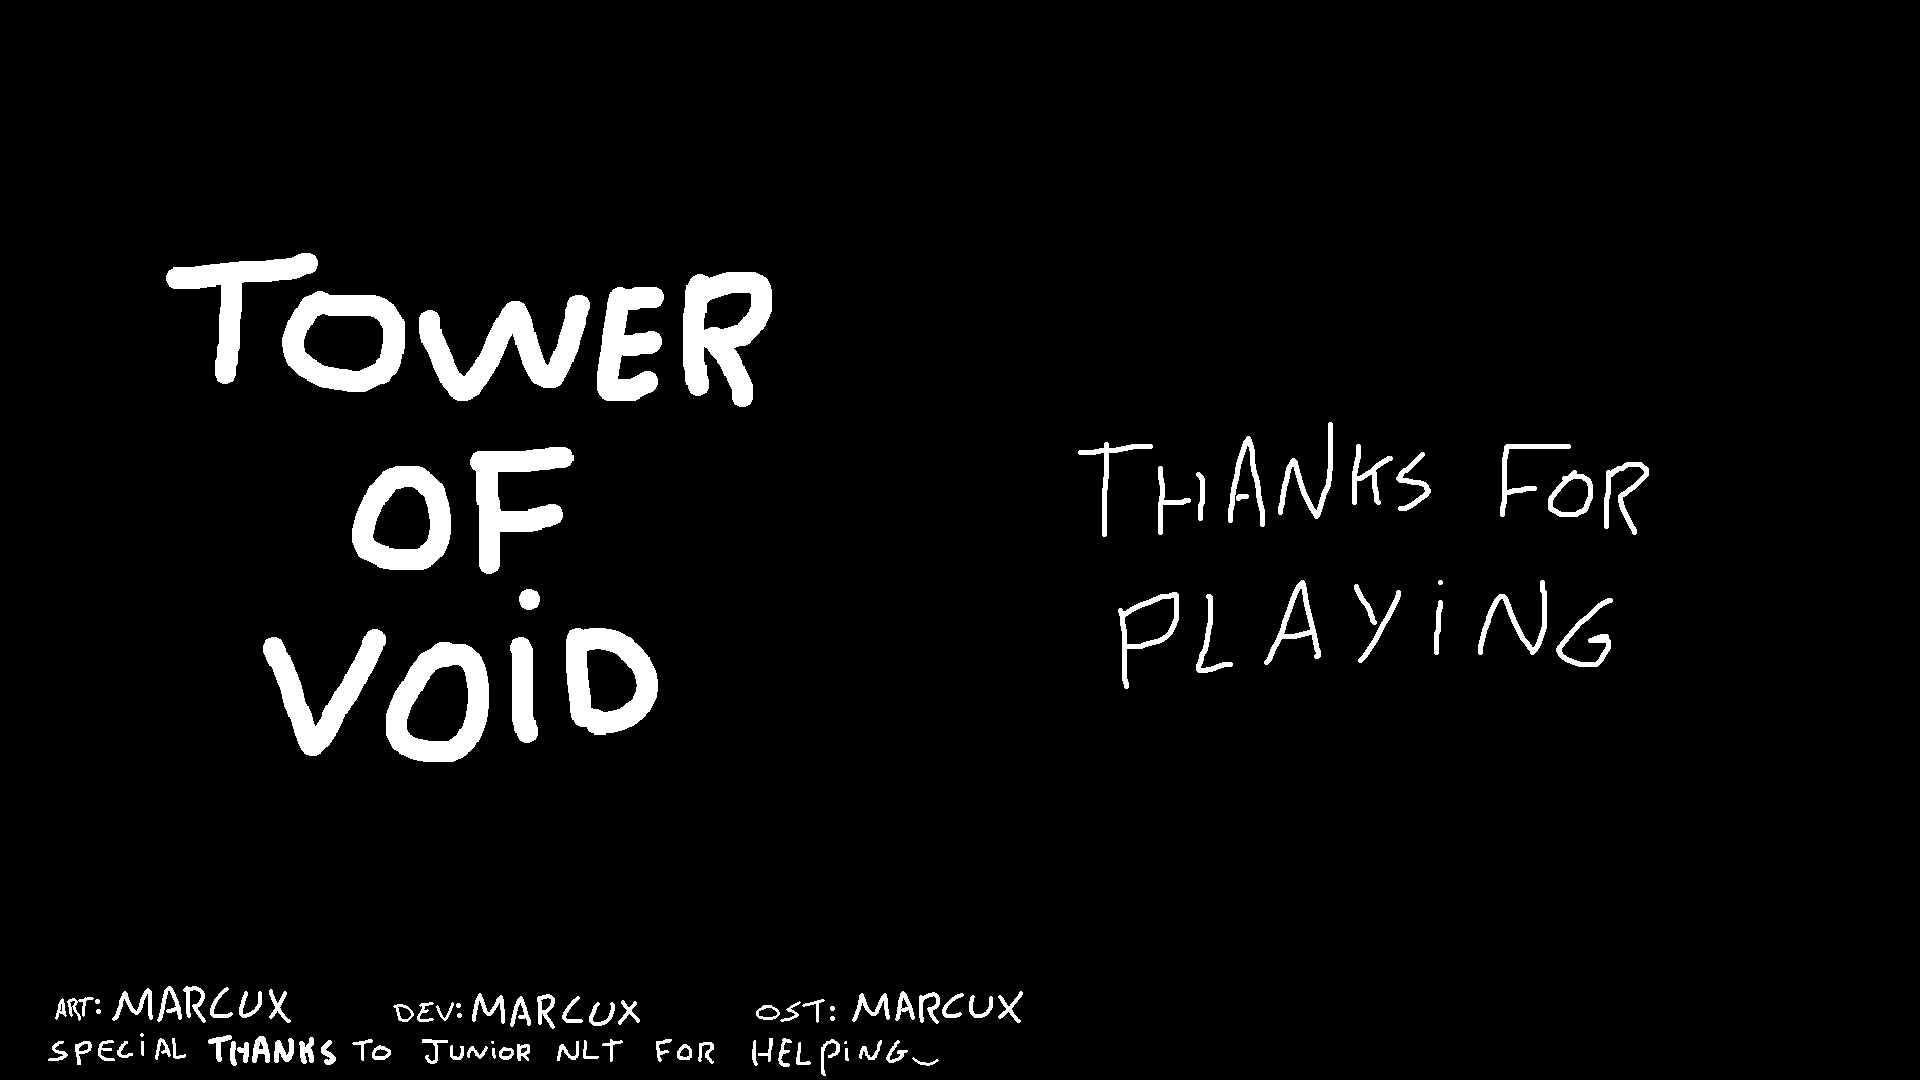 TOWER
OF
VOiD
THANKS FOR
PLAYiNG
ART: MARCUX DEV: MARCUX OST: MARCUX
SPECiAL THANKS TO JUNiOR NLT FOR HELPiNG